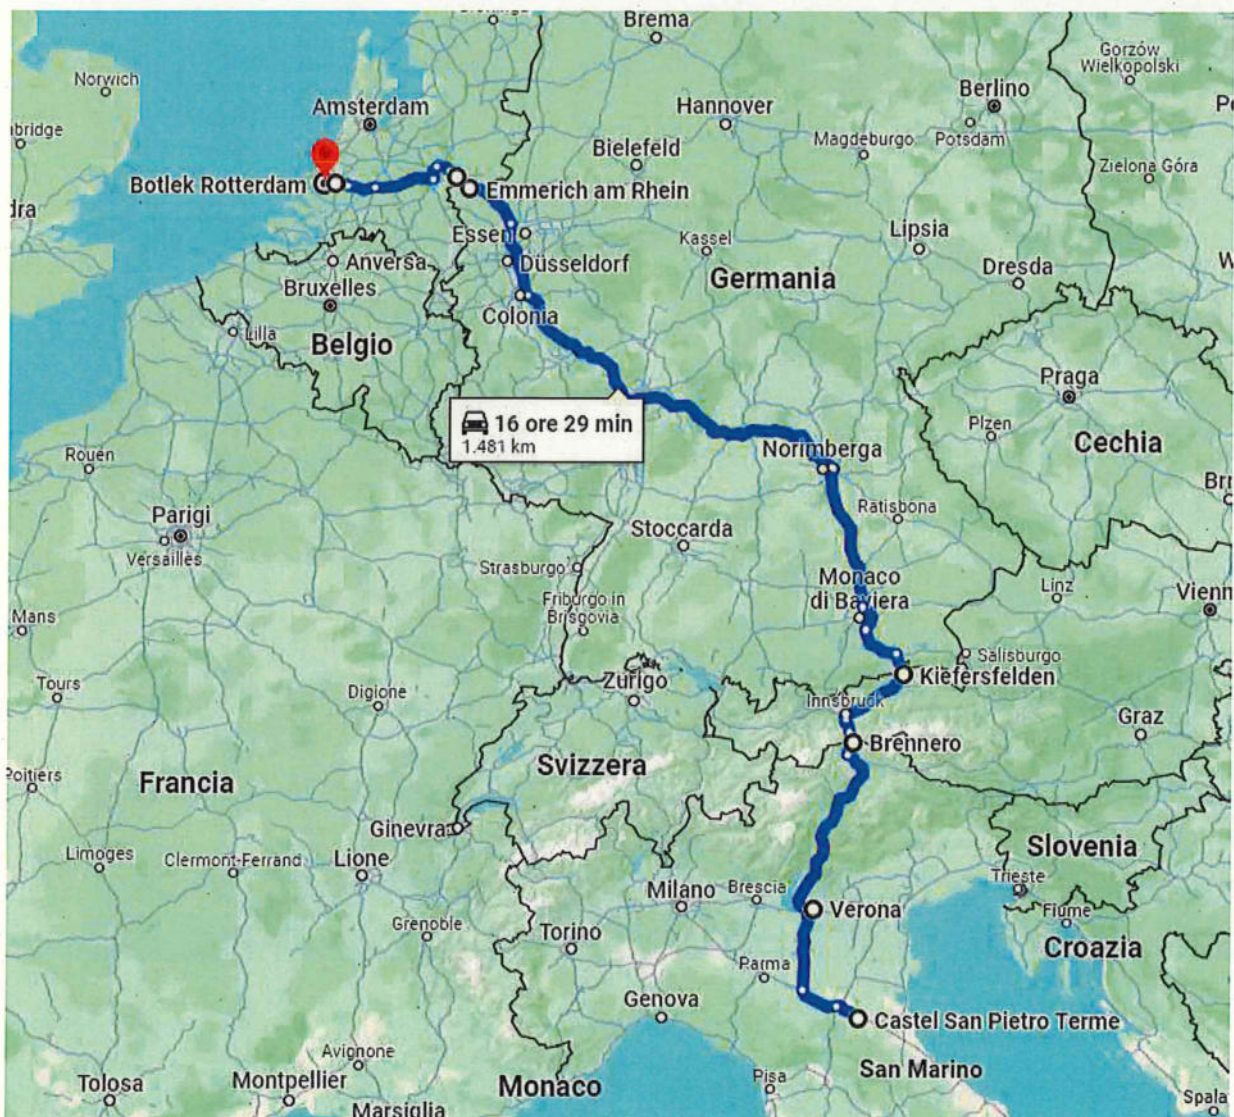 Brema
Norwich
Gorzów
Wielkopolski
Berlino
Amsterdam
Hannover
nbridge
Magdeburgo
Potsdam
Bielefeld
Zielona Góra
Botlek Rotterdam
Emmerich am Rhein
dra
Essen
Kassel
Lipsia
Anversa
Düsseldorf
Germania
Dresda
Bruxelles
Colonia
Lilla
Belgio
Praga
16 ore 29 min
1.481 km
Plzen
Cechia
Rouen
Norimberga
Brn
Ratisbona
Parigi
Stoccarda
Versailles
Strasburgo
Monaco
di Baviera
Linz
Vienn
Friburgo in
Brisgovia
Mans
Salisburgo
Kiefersfelden
Zurigo
Tours
Digione
Innsbruck
Graz
Brennero
Svizzera
Poitiers
Francia
Ginevra
Slovenia
Limoges
Clermont-Ferrand
Lione
Trieste
Milano
Brescia
Verona
Fiume
Grenoble
Torino
Croazia
Parma
Genova
Castel San Pietro Terme
Avignone
San Marino
Tolosa
Montpellier
Monaco
Pisa
Spala
Marsiglia